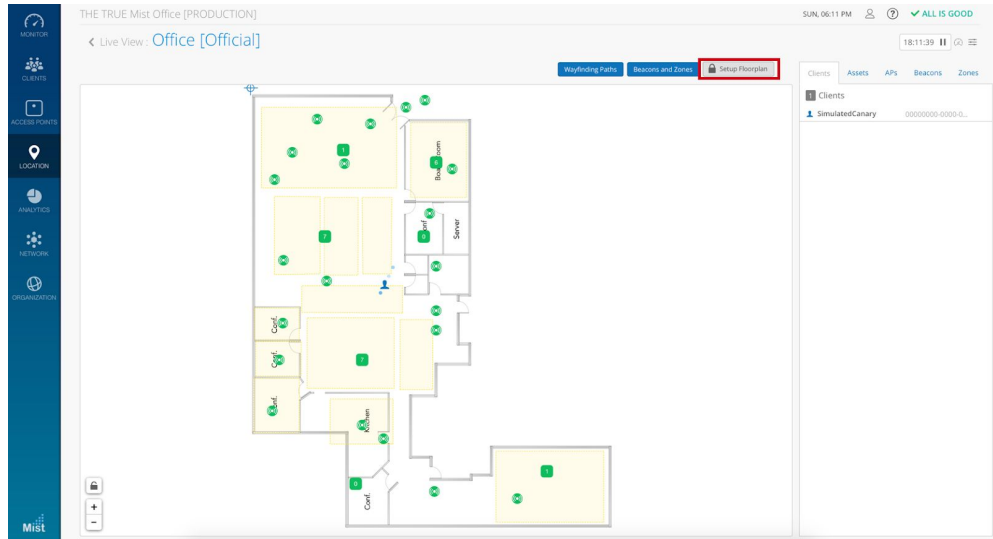 THE TRUE Mist Office [PRODUCTION]
SUN, 06:11 PM ? ALL IS GOOD
MONITOR
CLIENTS
ACCESS POINTS
LOCATION
ANALYTICS
NETWORK
ORGANIZATION
Mist
< Live View : Office [Official]
18:11:39
Wayfinding Paths Beacons and Zones Setup Floorplan
Clients Assets APs Beacons Zones
1 Clients
SimulatedCanary 00000000-0000-0...
1
6
7
0
Server
Conf.
Conf.
7
Kitchen
1
0
Conf.
+
-